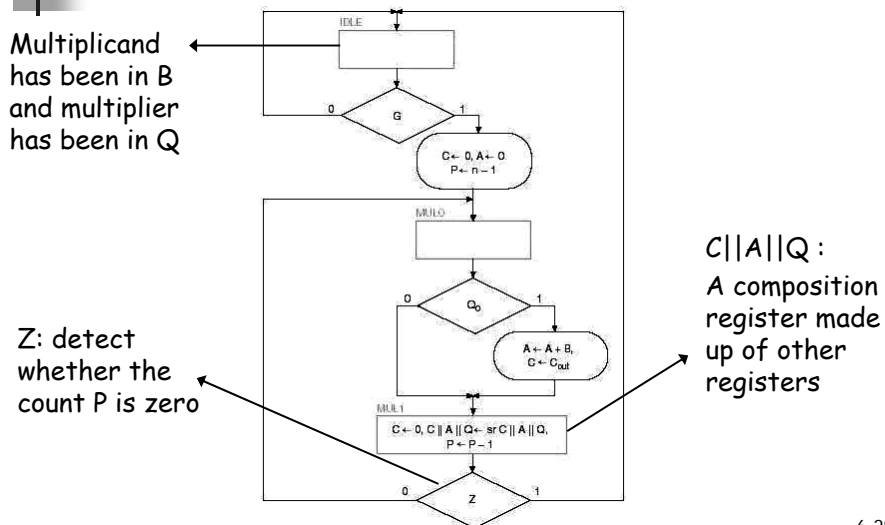 IDLE
Multiplicand
has been in B
and multiplier
has been in Q
0
G
1
C ← 0, A ← 0
P ← n – 1
MUL0
C||A||Q :
A composition
register made
up of other
registers
0
Q₀
1
A ← A + B,
C ← Cout
Z: detect
whether the
count P is zero
MUL1
C ← 0, C || A || Q ← sr C || A || Q,
P ← P – 1
0
Z
1